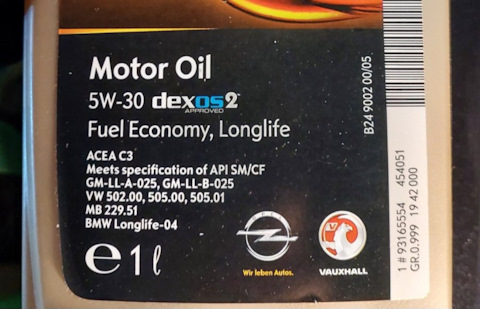 Motor Oil
5W-30 dexos2
APPROVED
Fuel Economy, Longlife
ACEA C3
Meets specification of API SM/CF
GM-LL-A-025, GM-LL-B-025
VW 502.00, 505.00, 505.01
MB 229.51
BMW Longlife-04
℮ 1 ℓ
Wir leben Autos.
VAUXHALL
B24 9002 00/05
1 # 93165554 454051
GR.0.999 19 42 000